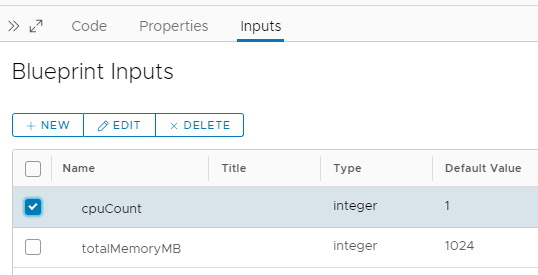 Code Properties Inputs
Blueprint Inputs
+ NEW EDIT × DELETE
Name Title Type Default Value
cpuCount integer 1
totalMemoryMB integer 1024